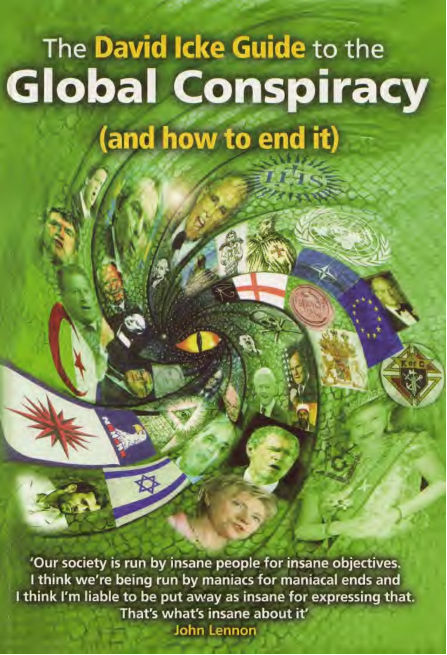 The David Icke Guide to the
Global Conspiracy
(and how to end it)
'Our society is run by insane people for insane objectives.
I think we're being run by maniacs for maniacal ends and
I think I'm liable to be put away as insane for expressing that.
That's what's insane about it'
John Lennon